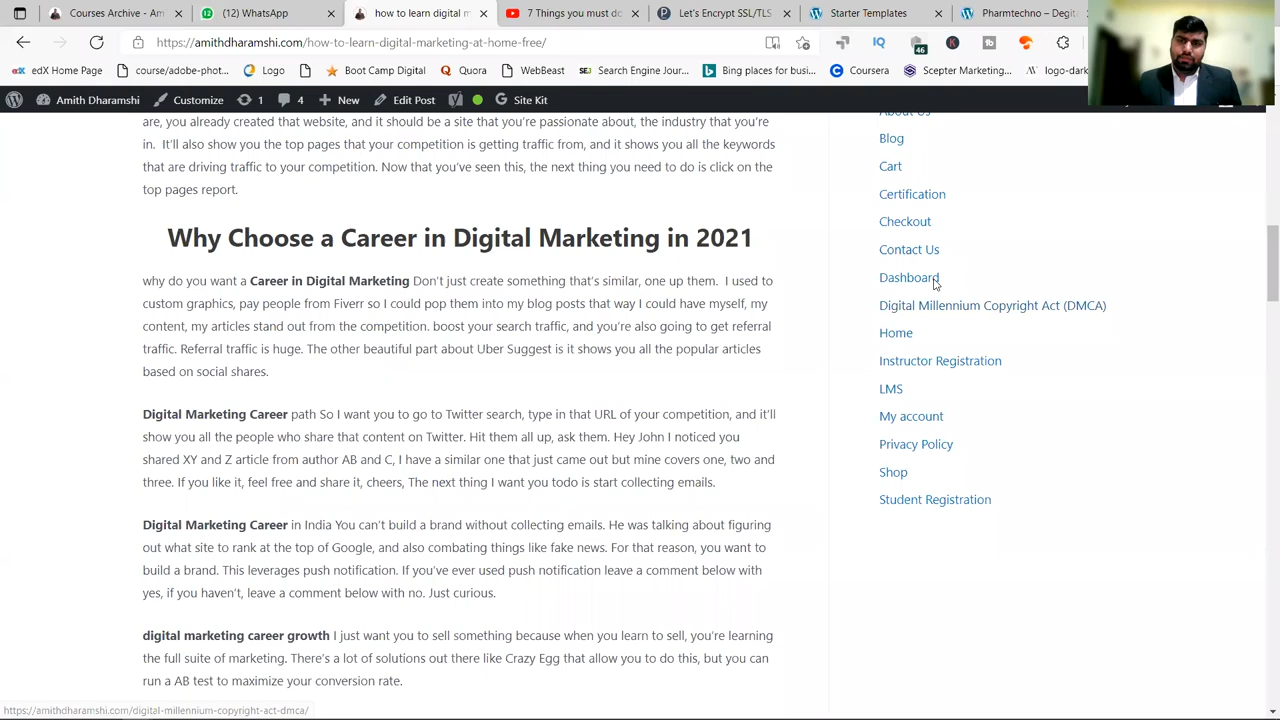 Courses Archive - Am
(12) WhatsApp
how to learn digital m
7 Things you must do
Let's Encrypt SSL/TLS
Starter Templates
Pharmtechno – Degit
https://amithdharamshi.com/how-to-learn-digital-marketing-at-home-free/
46
edX Home Page
course/adobe-phot...
Logo
Boot Camp Digital
Quora
WebBeast
Search Engine Jour...
Bing places for busi...
Coursera
Scepter Marketing...
logo-dark
Amith Dharamshi
Customize
1
4
New
Edit Post
Site Kit
are, you already created that website, and it should be a site that you're passionate about, the industry that you're
in.  It'll also show you the top pages that your competition is getting traffic from, and it shows you all the keywords
that are driving traffic to your competition. Now that you've seen this, the next thing you need to do is click on the
top pages report.
Why Choose a Career in Digital Marketing in 2021
why do you want a Career in Digital Marketing Don't just create something that's similar, one up them.  I used to
custom graphics, pay people from Fiverr so I could pop them into my blog posts that way I could have myself, my
content, my articles stand out from the competition. boost your search traffic, and you're also going to get referral
traffic. Referral traffic is huge. The other beautiful part about Uber Suggest is it shows you all the popular articles
based on social shares.
Digital Marketing Career path So I want you to go to Twitter search, type in that URL of your competition, and it'll
show you all the people who share that content on Twitter. Hit them all up, ask them. Hey John I noticed you
shared XY and Z article from author AB and C, I have a similar one that just came out but mine covers one, two and
three. If you like it, feel free and share it, cheers, The next thing I want you todo is start collecting emails.
Digital Marketing Career in India You can't build a brand without collecting emails. He was talking about figuring
out what site to rank at the top of Google, and also combating things like fake news. For that reason, you want to
build a brand. This leverages push notification. If you've ever used push notification leave a comment below with
yes, if you haven't, leave a comment below with no. Just curious.
digital marketing career growth I just want you to sell something because when you learn to sell, you're learning
the full suite of marketing. There's a lot of solutions out there like Crazy Egg that allow you to do this, but you can
run a AB test to maximize your conversion rate.
About Us
Blog
Cart
Certification
Checkout
Contact Us
Dashboard
Digital Millennium Copyright Act (DMCA)
Home
Instructor Registration
LMS
My account
Privacy Policy
Shop
Student Registration
https://amithdharamshi.com/digital-millennium-copyright-act-dmca/